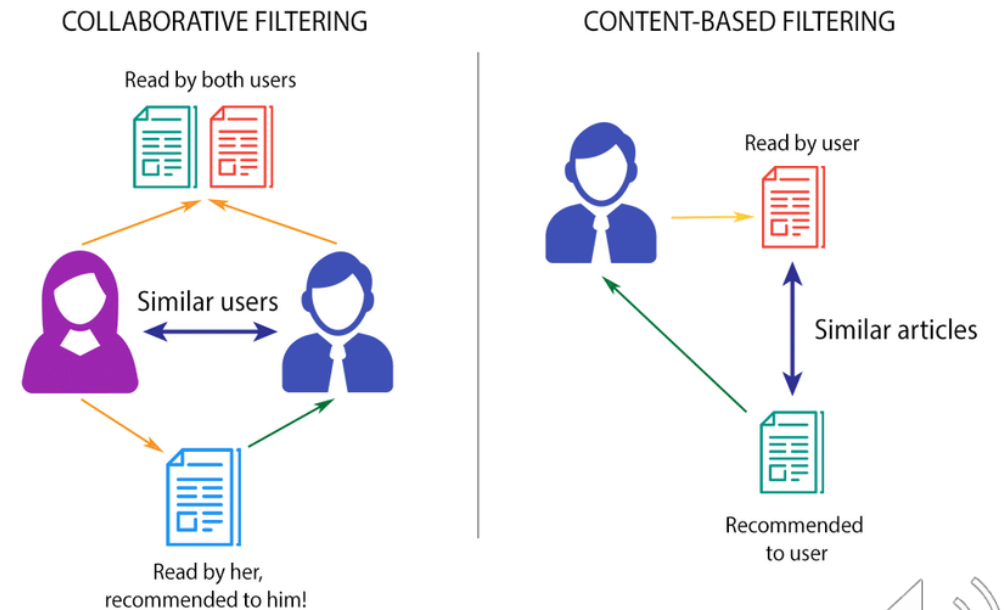 COLLABORATIVE FILTERING
Read by both users
Similar users
Read by her,
recommended to him!
CONTENT-BASED FILTERING
Read by user
Similar articles
Recommended
to user